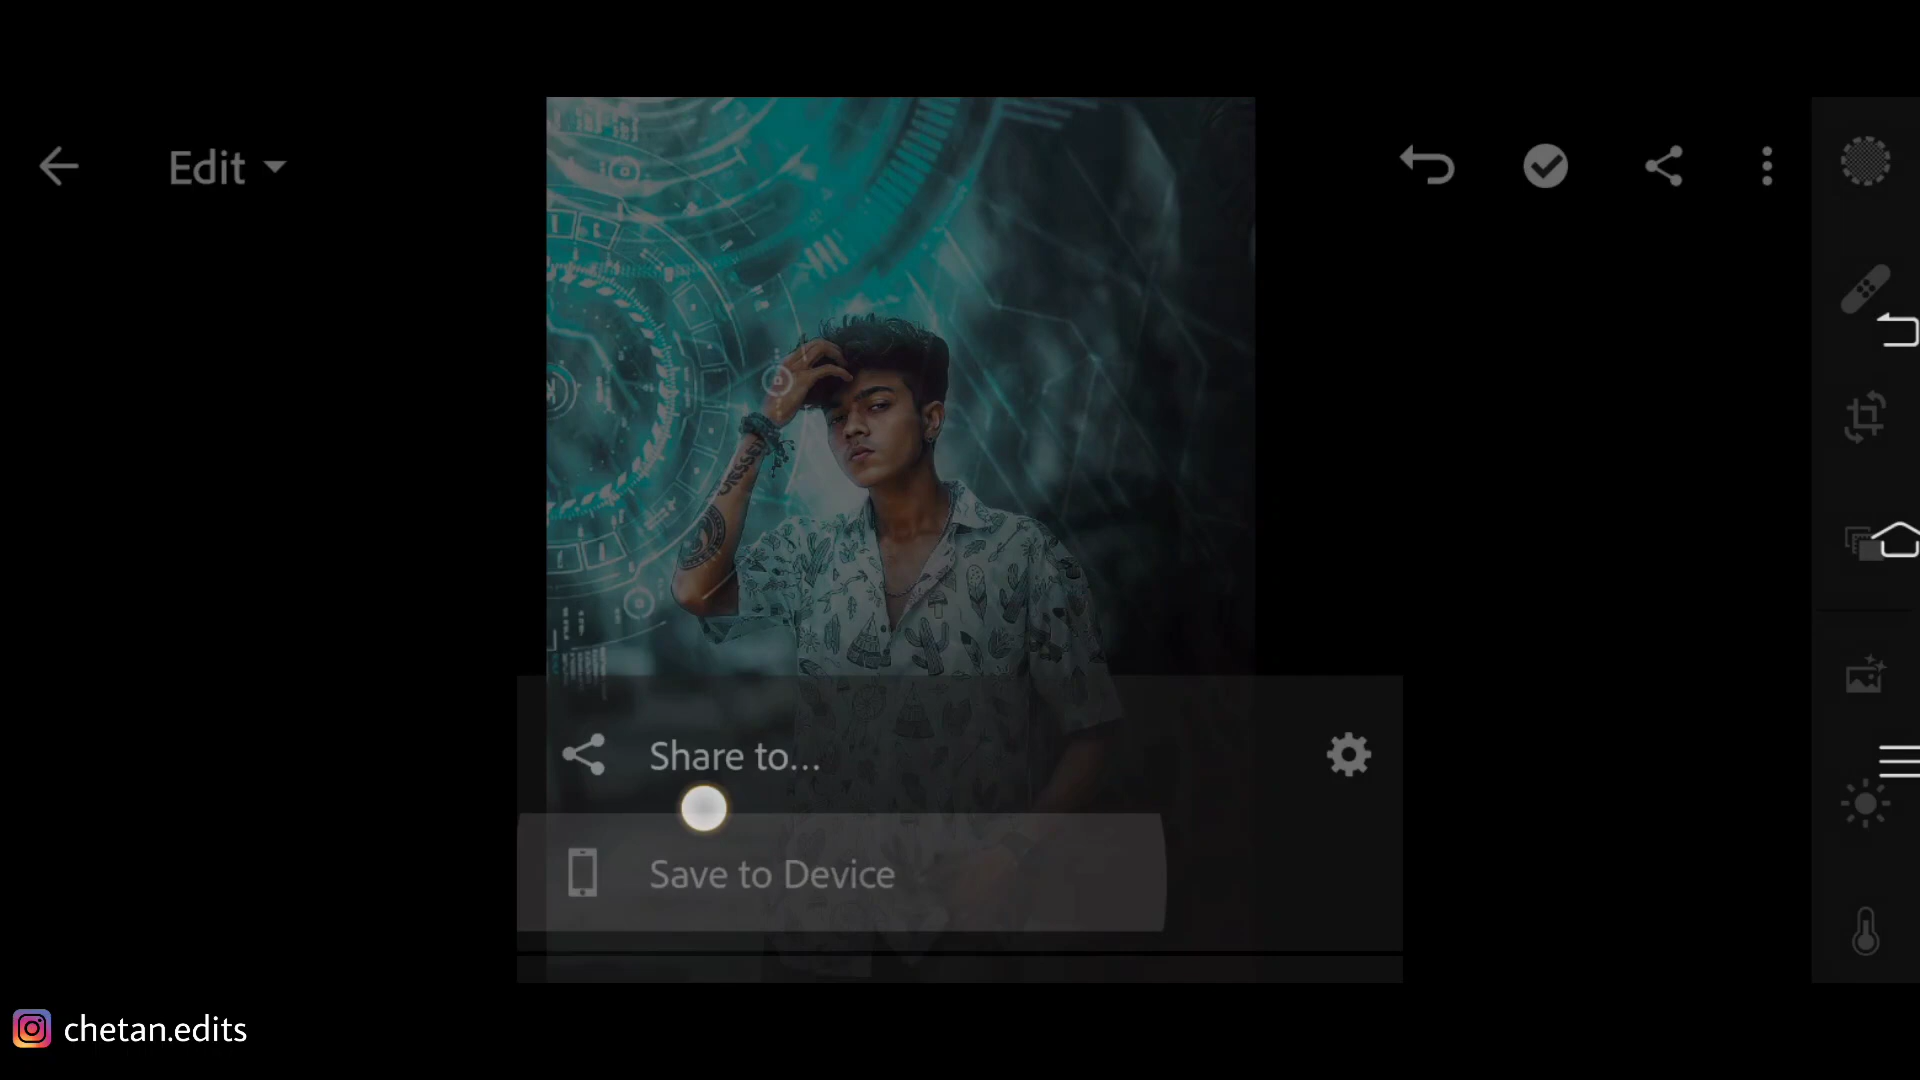 Edit
Share to...
Save to Device
chetan.edits